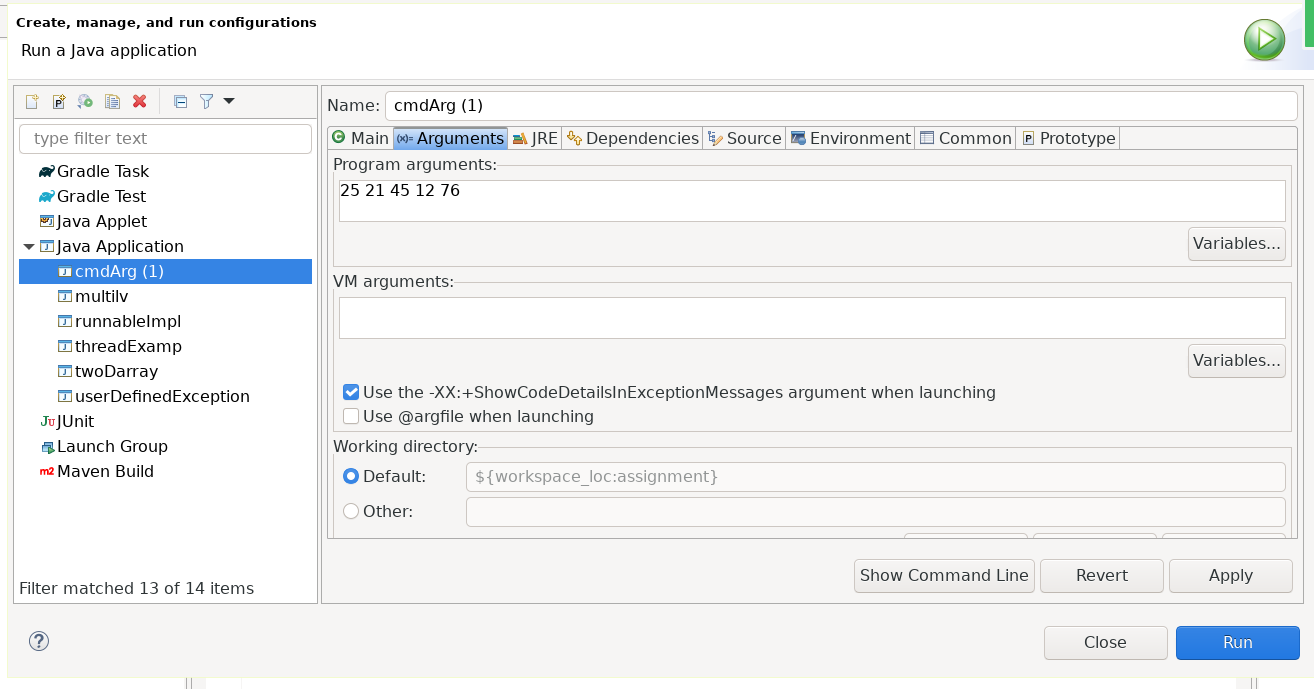 Create, manage, and run configurations
Run a Java application
type filter text
Gradle Task
Gradle Test
Java Applet
Java Application
cmdArg (1)
multilv
runnableImpl
threadExamp
twoDarray
userDefinedException
JUnit
Launch Group
Maven Build
Filter matched 13 of 14 items
Name: cmdArg (1)
Main Arguments JRE Dependencies Source Environment Common Prototype
Program arguments:
25 21 45 12 76
Variables...
VM arguments:
Variables...
Use the -XX:+ShowCodeDetailsInExceptionMessages argument when launching
Use @argfile when launching
Working directory:
Default: ${workspace_loc:assignment}
Other:
Show Command Line Revert Apply
Close Run